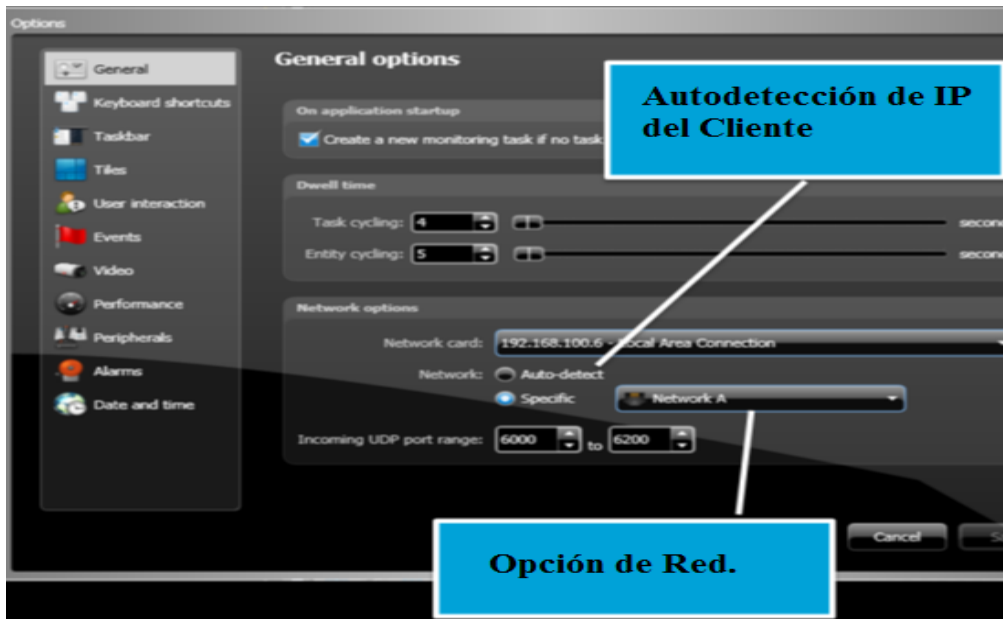 Options
General
Keyboard shortcuts
Taskbar
Tiles
User interaction
Events
Video
Performance
Peripherals
Alarms
Date and time
General options
On application startup
Create a new monitoring task if no task
Autodetección de IP
del Cliente
Dwell time
Task cycling: 4
Entity cycling: 5
Network options
Network card: 192.168.100.6 - Local Area Connection
Network: Auto-detect
Specific Network A
Incoming UDP port range: 6000 to 6200
Cancel
Opción de Red.